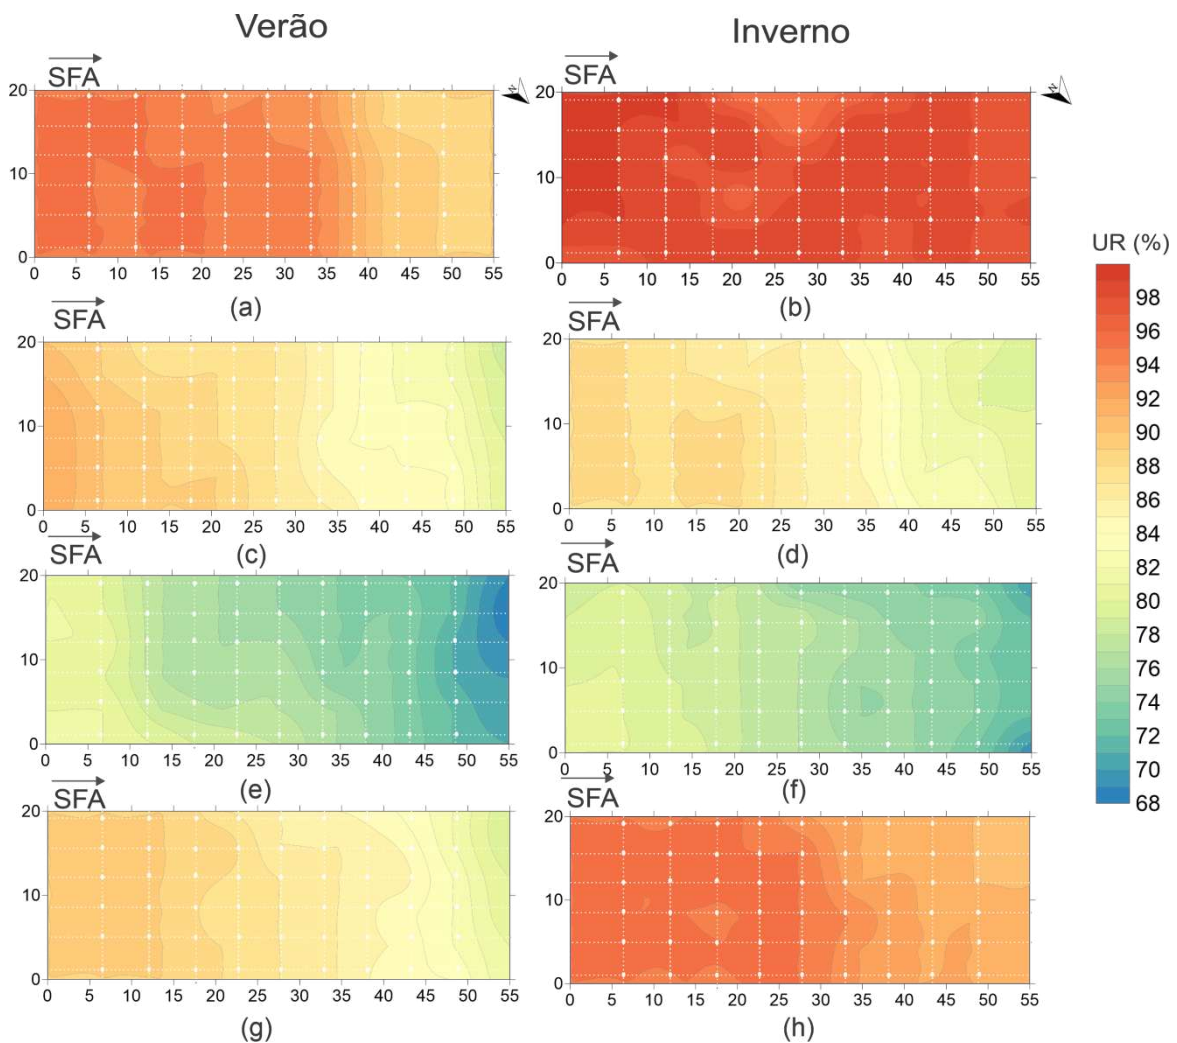 Verão Inverno
SFA SFA
20 10 0 N 20 10 0 N
0 5 10 15 20 25 30 35 40 45 50 55 0 5 10 15 20 25 30 35 40 45 50 55
(a) (b)
SFA SFA
20 10 0 20 10 0
0 5 10 15 20 25 30 35 40 45 50 55 0 5 10 15 20 25 30 35 40 45 50 55
(c) (d)
SFA SFA
20 10 0 20 10 0
0 5 10 15 20 25 30 35 40 45 50 55 0 5 10 15 20 25 30 35 40 45 50 55
(e) (f)
SFA SFA
20 10 0 20 10 0
0 5 10 15 20 25 30 35 40 45 50 55 0 5 10 15 20 25 30 35 40 45 50 55
(g) (h)
UR (%)
98
96
94
92
90
88
86
84
82
80
78
76
74
72
70
68